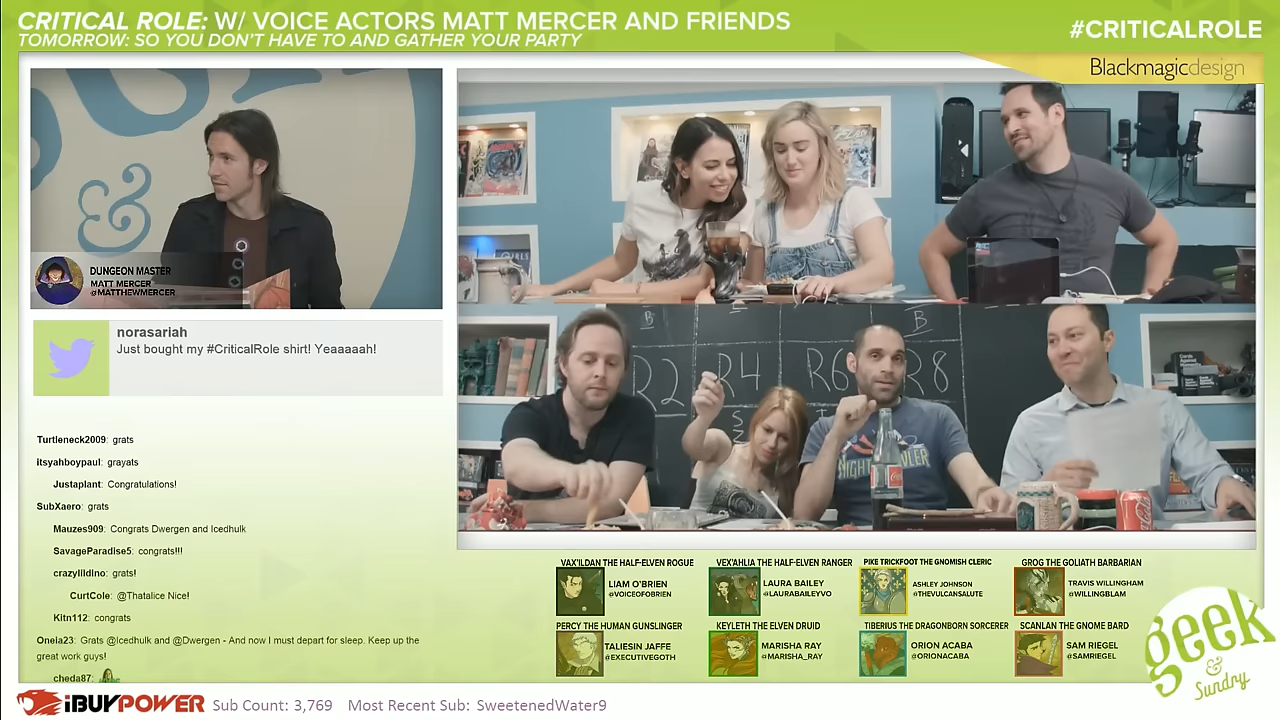 CRITICAL ROLE: W/ VOICE ACTORS MATT MERCER AND FRIENDS
TOMORROW: SO YOU DON'T HAVE TO AND GATHER YOUR PARTY
#CRITICALROLE
Blackmagicdesign
DUNGEON MASTER
MATT MERCER
@MATTHEWMERCER
norasariah
Just bought my #CriticalRole shirt! Yeaaaaah!
Turtleneck2009: grats
itsyahboypaul: grayats
Justaplant: Congratulations!
SubXaero: grats
Mauzes909: Congrats Dwergen and Icedhulk
SavageParadise5: congrats!!!
crazyllldino: grats!
CurtCole: @Thatalice Nice!
Kitn112: congrats
Oneia23: Grats @Icedhulk and @Dwergen - And now I must depart for sleep. Keep up the
great work guys!
cheda87:
GIRLS
B
B
R2 R4 R6 R8
VAX'ILDAN THE HALF-ELVEN ROGUE
LIAM O'BRIEN
@VOICEOFOBRIEN
VEX'AHLIA THE HALF-ELVEN RANGER
LAURA BAILEY
@LAURABAILEYVO
PIKE TRICKFOOT THE GNOMISH CLERIC
ASHLEY JOHNSON
@THEVULCANSALUTE
GROG THE GOLIATH BARBARIAN
TRAVIS WILLINGHAM
@WILLINGBLAM
PERCY THE HUMAN GUNSLINGER
TALIESIN JAFFE
@EXECUTIVEGOTH
KEYLETH THE ELVEN DRUID
MARISHA RAY
@MARISHA_RAY
TIBERIUS THE DRAGONBORN SORCERER
ORION ACABA
@ORIONACABA
SCANLAN THE GNOME BARD
SAM RIEGEL
@SAMRIEGEL
geek
&
Sundry
iBUYPOWER
Sub Count: 3,769 Most Recent Sub: SweetenedWater9